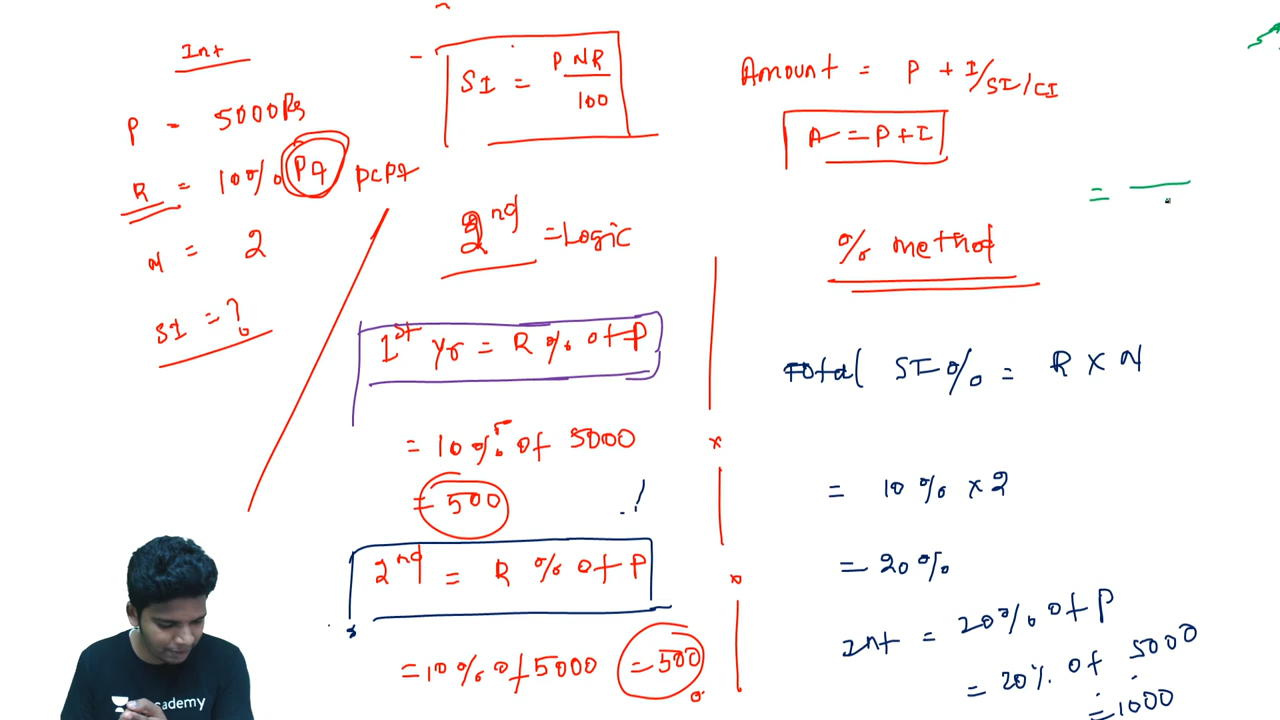 Int
P = 5000Rs
R = 10% PA PCPA
N = 2
SI = ?
SI = PNR
100
2nd = Logic
1st yr = R % of P
= 10% of 5000
= 500
2nd = R % of P
= 10% of 5000 = 500
Amount = P + I/SI/CI
A = P + I
=
% method
Total SI% = R X N
= 10% x 2
= 20%
Int = 20% of P
= 20% of 5000
= 1000
cademy